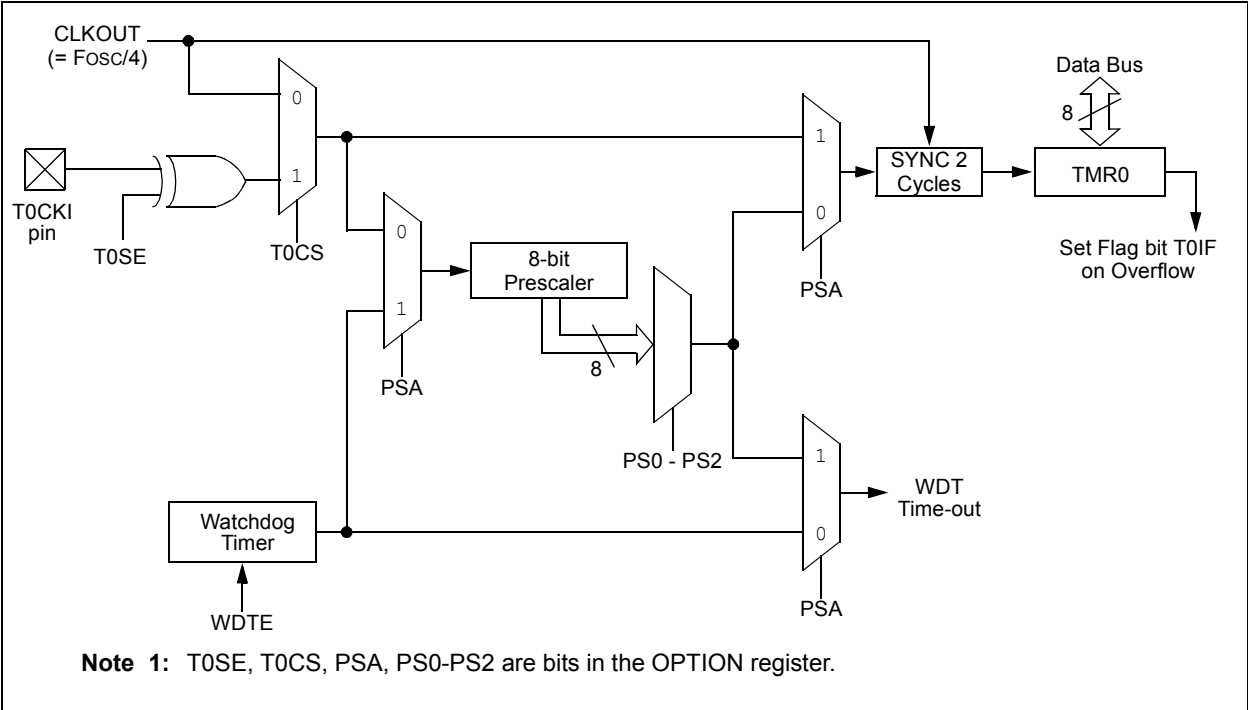 CLKOUT
(= FOSC/4)
0
1
T0CKI
pin
T0SE
T0CS
0
1
PSA
8-bit
Prescaler
8
PS0 - PS2
1
0
PSA
SYNC 2
Cycles
Data Bus
8
TMR0
Set Flag bit T0IF
on Overflow
Watchdog
Timer
WDTE
1
0
PSA
WDT
Time-out
Note 1: T0SE, T0CS, PSA, PS0-PS2 are bits in the OPTION register.